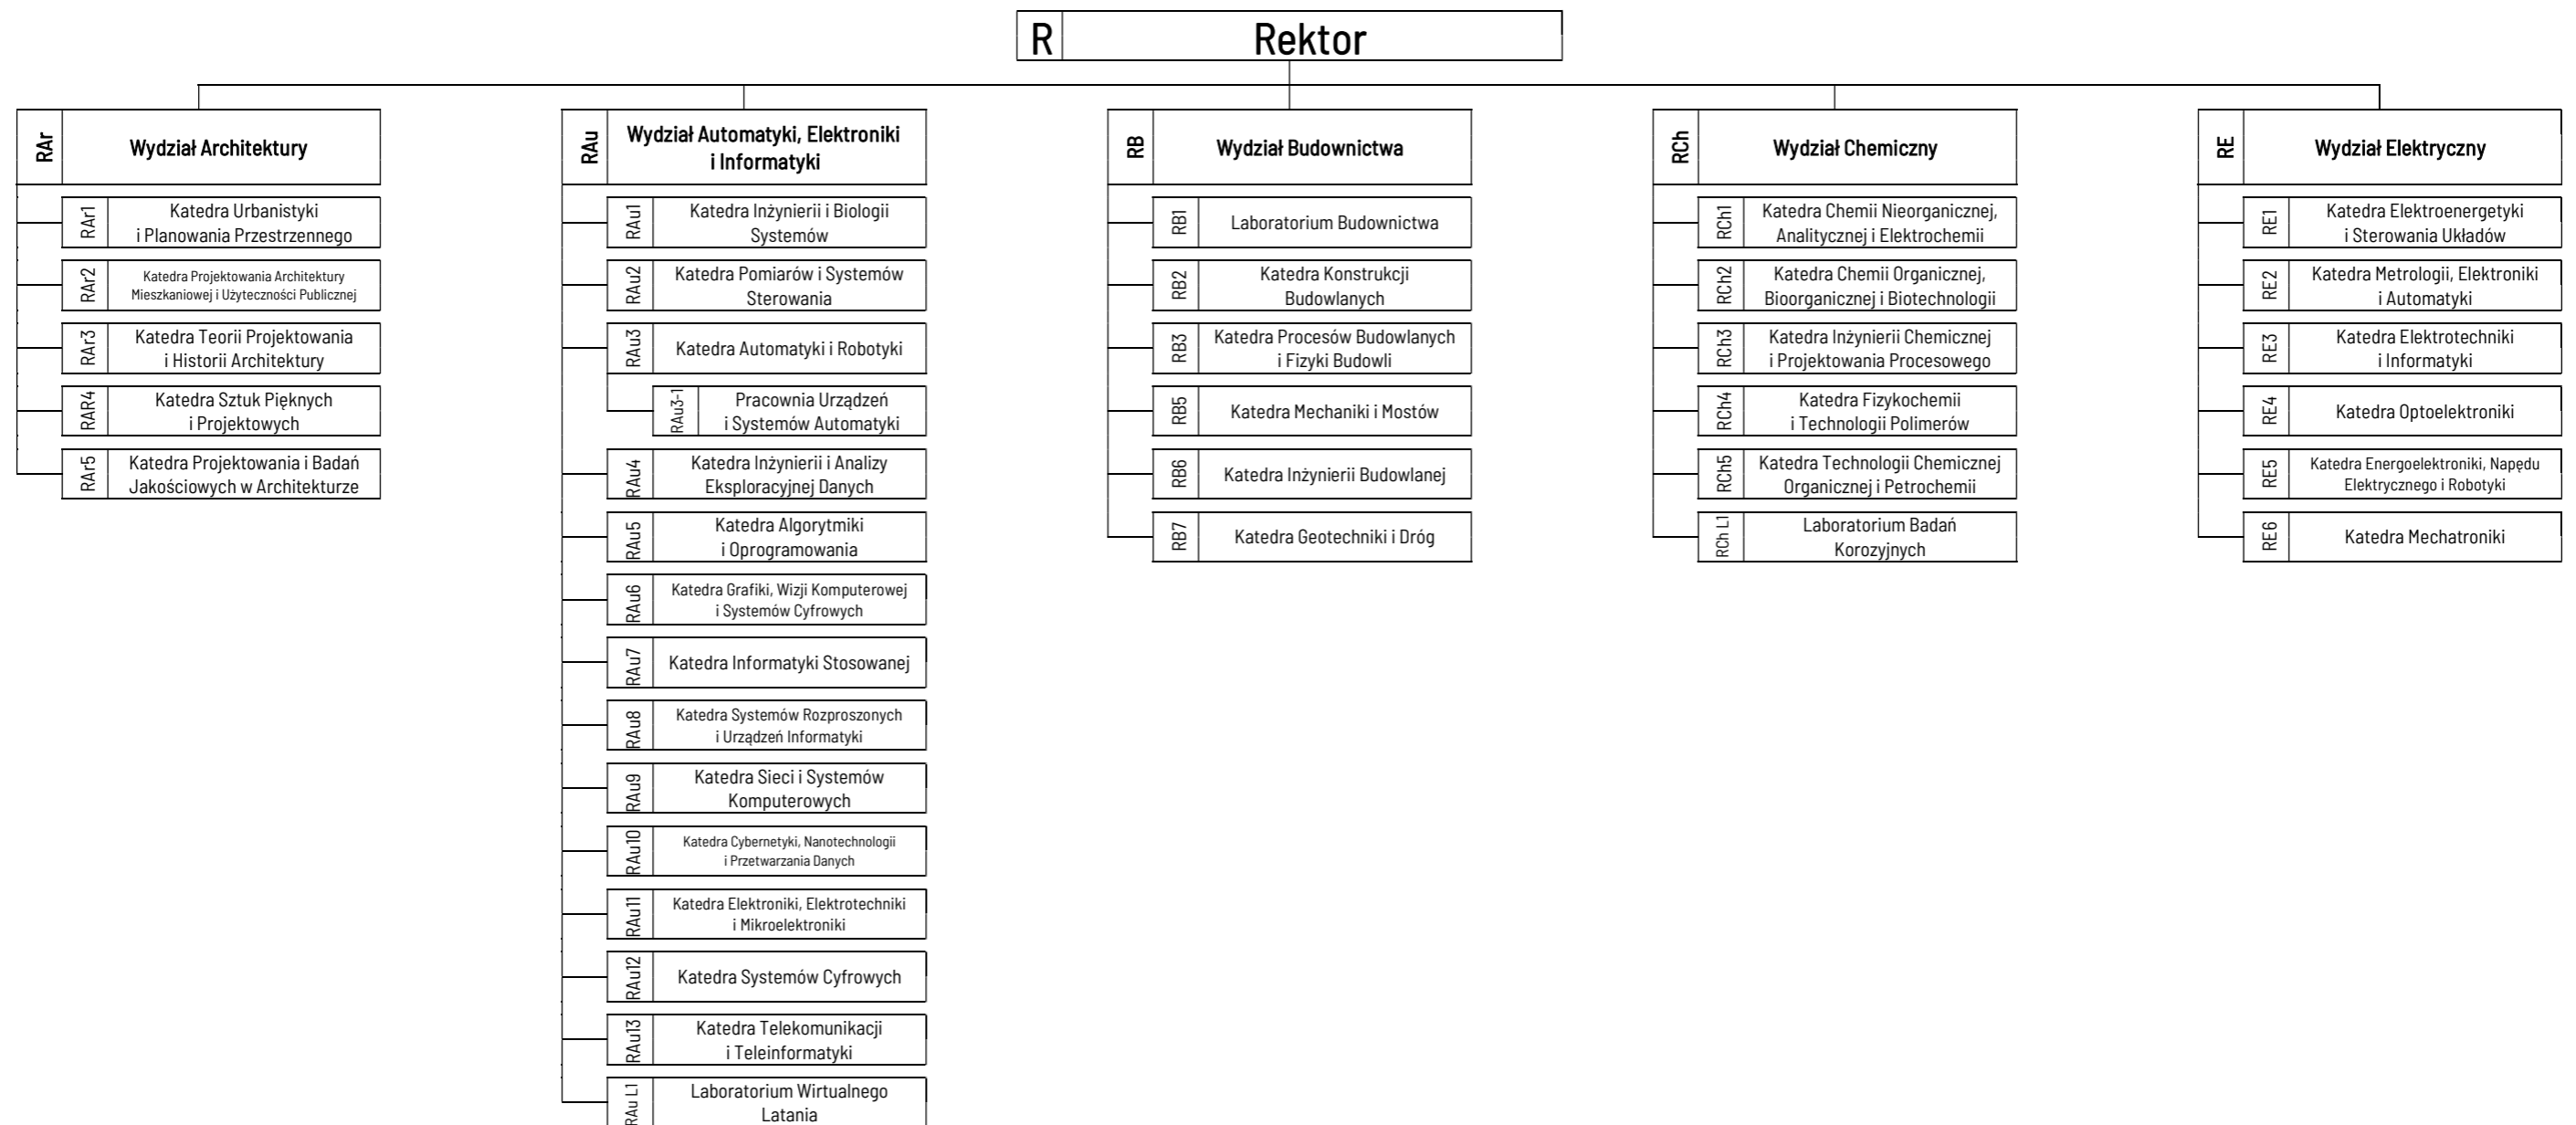 R
Rektor
RAr
Wydział Architektury
RAr1
Katedra Urbanistyki
i Planowania Przestrzennego
RAr2
Katedra Projektowania Architektury
Mieszkaniowej i Użyteczności Publicznej
RAr3
Katedra Teorii Projektowania
i Historii Architektury
RAR4
Katedra Sztuk Pięknych
i Projektowych
RAr5
Katedra Projektowania i Badań
Jakościowych w Architekturze
RAu
Wydział Automatyki, Elektroniki
i Informatyki
RAu1
Katedra Inżynierii i Biologii
Systemów
RAu2
Katedra Pomiarów i Systemów
Sterowania
RAu3
Katedra Automatyki i Robotyki
RAu3-1
Pracownia Urządzeń
i Systemów Automatyki
RAu4
Katedra Inżynierii i Analizy
Eksploracyjnej Danych
RAu5
Katedra Algorytmiki
i Oprogramowania
RAu6
Katedra Grafiki, Wizji Komputerowej
i Systemów Cyfrowych
RAu7
Katedra Informatyki Stosowanej
RAu8
Katedra Systemów Rozproszonych
i Urządzeń Informatyki
RAu9
Katedra Sieci i Systemów
Komputerowych
RAu10
Katedra Cybernetyki, Nanotechnologii
i Przetwarzania Danych
RAu11
Katedra Elektroniki, Elektrotechniki
i Mikroelektroniki
RAu12
Katedra Systemów Cyfrowych
RAu13
Katedra Telekomunikacji
i Teleinformatyki
RAu L1
Laboratorium Wirtualnego
Latania
RB
Wydział Budownictwa
RB1
Laboratorium Budownictwa
RB2
Katedra Konstrukcji
Budowlanych
RB3
Katedra Procesów Budowlanych
i Fizyki Budowli
RB5
Katedra Mechaniki i Mostów
RB6
Katedra Inżynierii Budowlanej
RB7
Katedra Geotechniki i Dróg
RCh
Wydział Chemiczny
RCh1
Katedra Chemii Nieorganicznej,
Analitycznej i Elektrochemii
RCh2
Katedra Chemii Organicznej,
Bioorganicznej i Biotechnologii
RCh3
Katedra Inżynierii Chemicznej
i Projektowania Procesowego
RCh4
Katedra Fizykochemii
i Technologii Polimerów
RCh5
Katedra Technologii Chemicznej
Organicznej i Petrochemii
RCh L1
Laboratorium Badań
Korozyjnych
RE
Wydział Elektryczny
RE1
Katedra Elektroenergetyki
i Sterowania Układów
RE2
Katedra Metrologii, Elektroniki
i Automatyki
RE3
Katedra Elektrotechniki
i Informatyki
RE4
Katedra Optoelektroniki
RE5
Katedra Energoelektroniki, Napędu
Elektrycznego i Robotyki
RE6
Katedra Mechatroniki